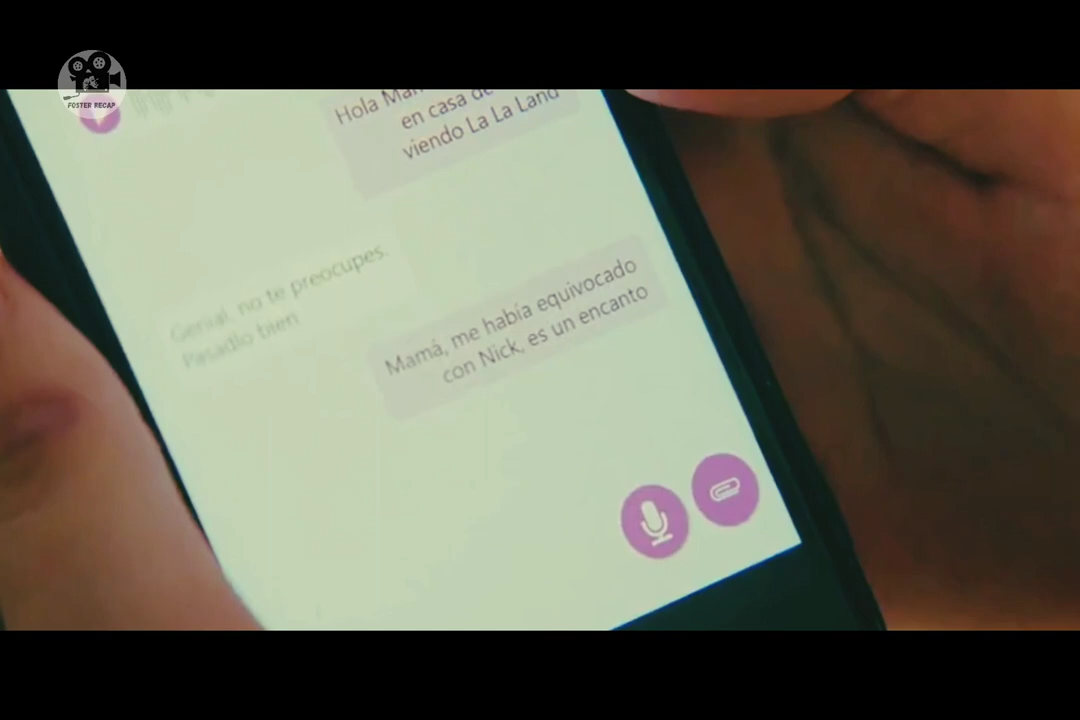 FOSTER RECAP
Hola Mam
en casa de
viendo La La Land
Genial, no te preocupes.
Pasadlo bien
Mamá, me había equivocado
con Nick, es un encanto